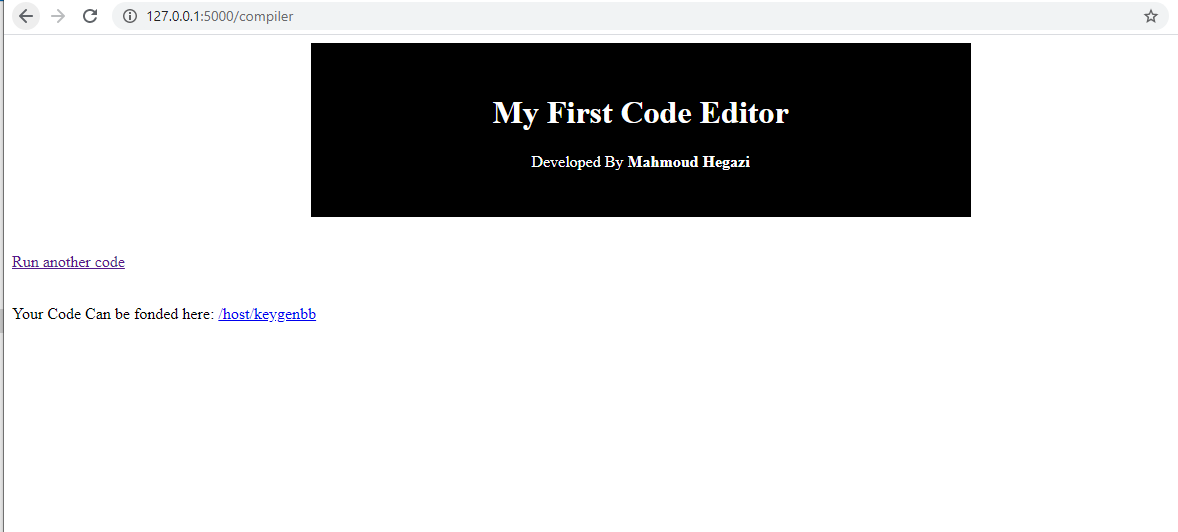 127.0.0.1:5000/compiler
My First Code Editor
Developed By Mahmoud Hegazi
Run another code
Your Code Can be fonded here: /host/keygenbb